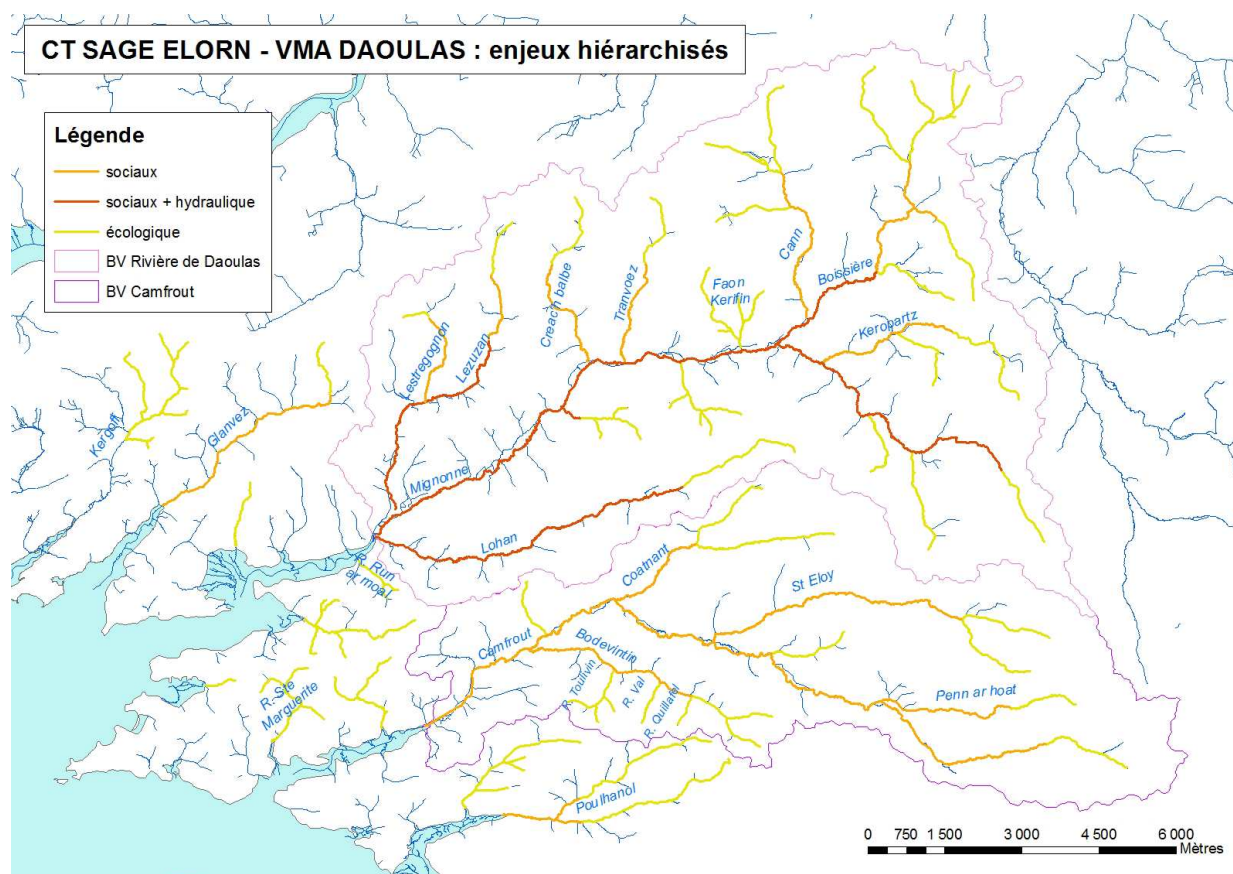 CT SAGE ELORN - VMA DAOULAS : enjeux hiérarchisés
Légende
sociaux
sociaux + hydraulique
écologique
BV Rivière de Daoulas
BV Camfrout
Cann
Boissière
Faon
Kerifin
Tranvoez
Creac'h balbe
Keropartz
Lestregognon
Lezuzan
Glanvez
Kergoff
Mignonne
Lohan
R. Run
ar moal
Coatnant
St Eloy
Camfrout
Bodevintin
R. Toullivin
R. Val
R. Quillafel
R. Ste
Marguerite
Penn ar hoat
Poulhanol
0 750 1 500 3 000 4 500 6 000
Mètres